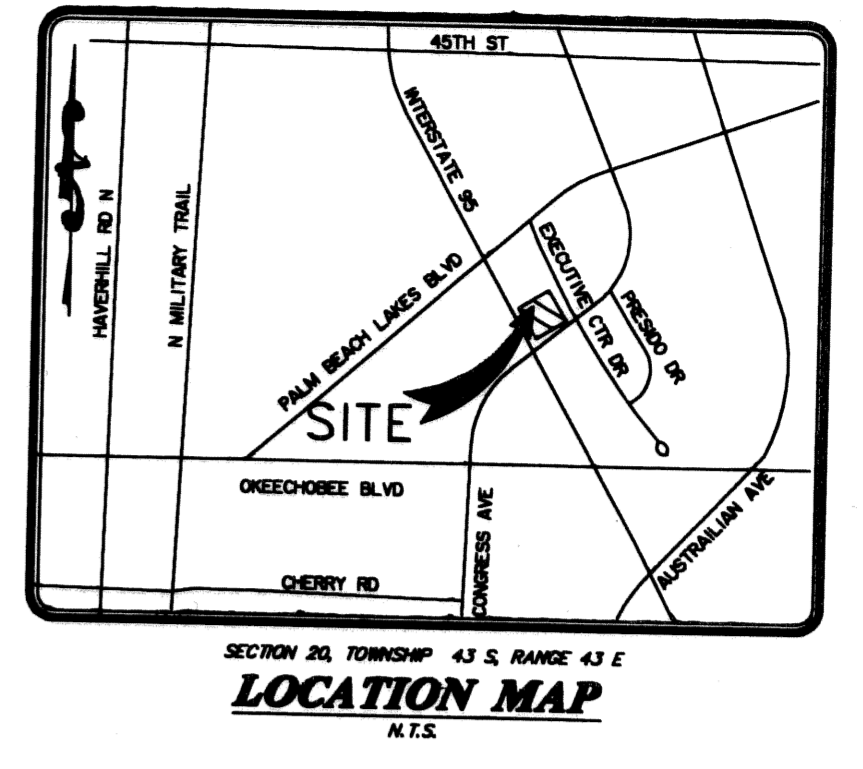 45TH ST
INTERSTATE 95
HAVERHILL RD N
N MILITARY TRAIL
PALM BEACH LAKES BLVD
EXECUTIVE CTR DR
PRESIDO DR
SITE
OKEECHOBEE BLVD
CONGRESS AVE
AUSTRAILIAN AVE
CHERRY RD
SECTION 20, TOWNSHIP 43 S, RANGE 43 E
LOCATION MAP
N.T.S.